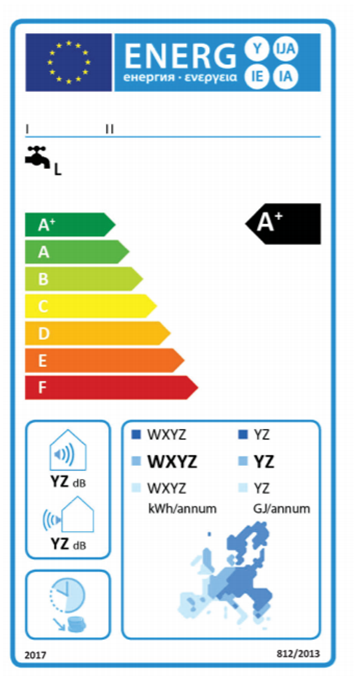 ENERG Y IJA
енергия · ενεργεια IE IA
I II
L
A+ A+
A
B
C
D
E
F
YZ dB
YZ dB
WXYZ YZ
WXYZ YZ
WXYZ YZ
kWh/annum GJ/annum
2017 812/2013